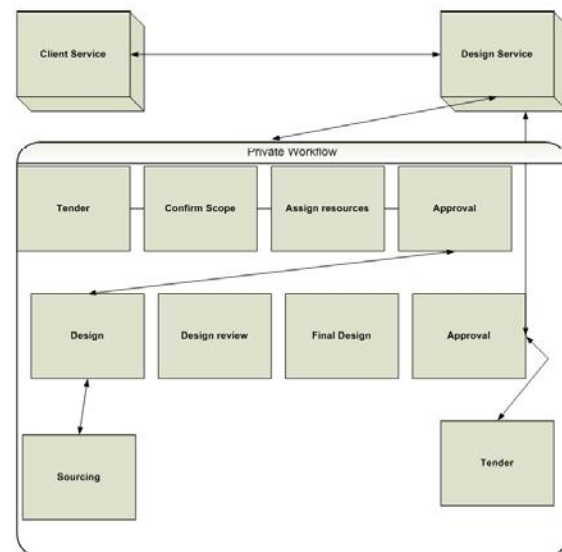 Client Service
Design Service
Private Workflow
Tender
Confirm Scope
Assign resources
Approval
Design
Design review
Final Design
Approval
Sourcing
Tender